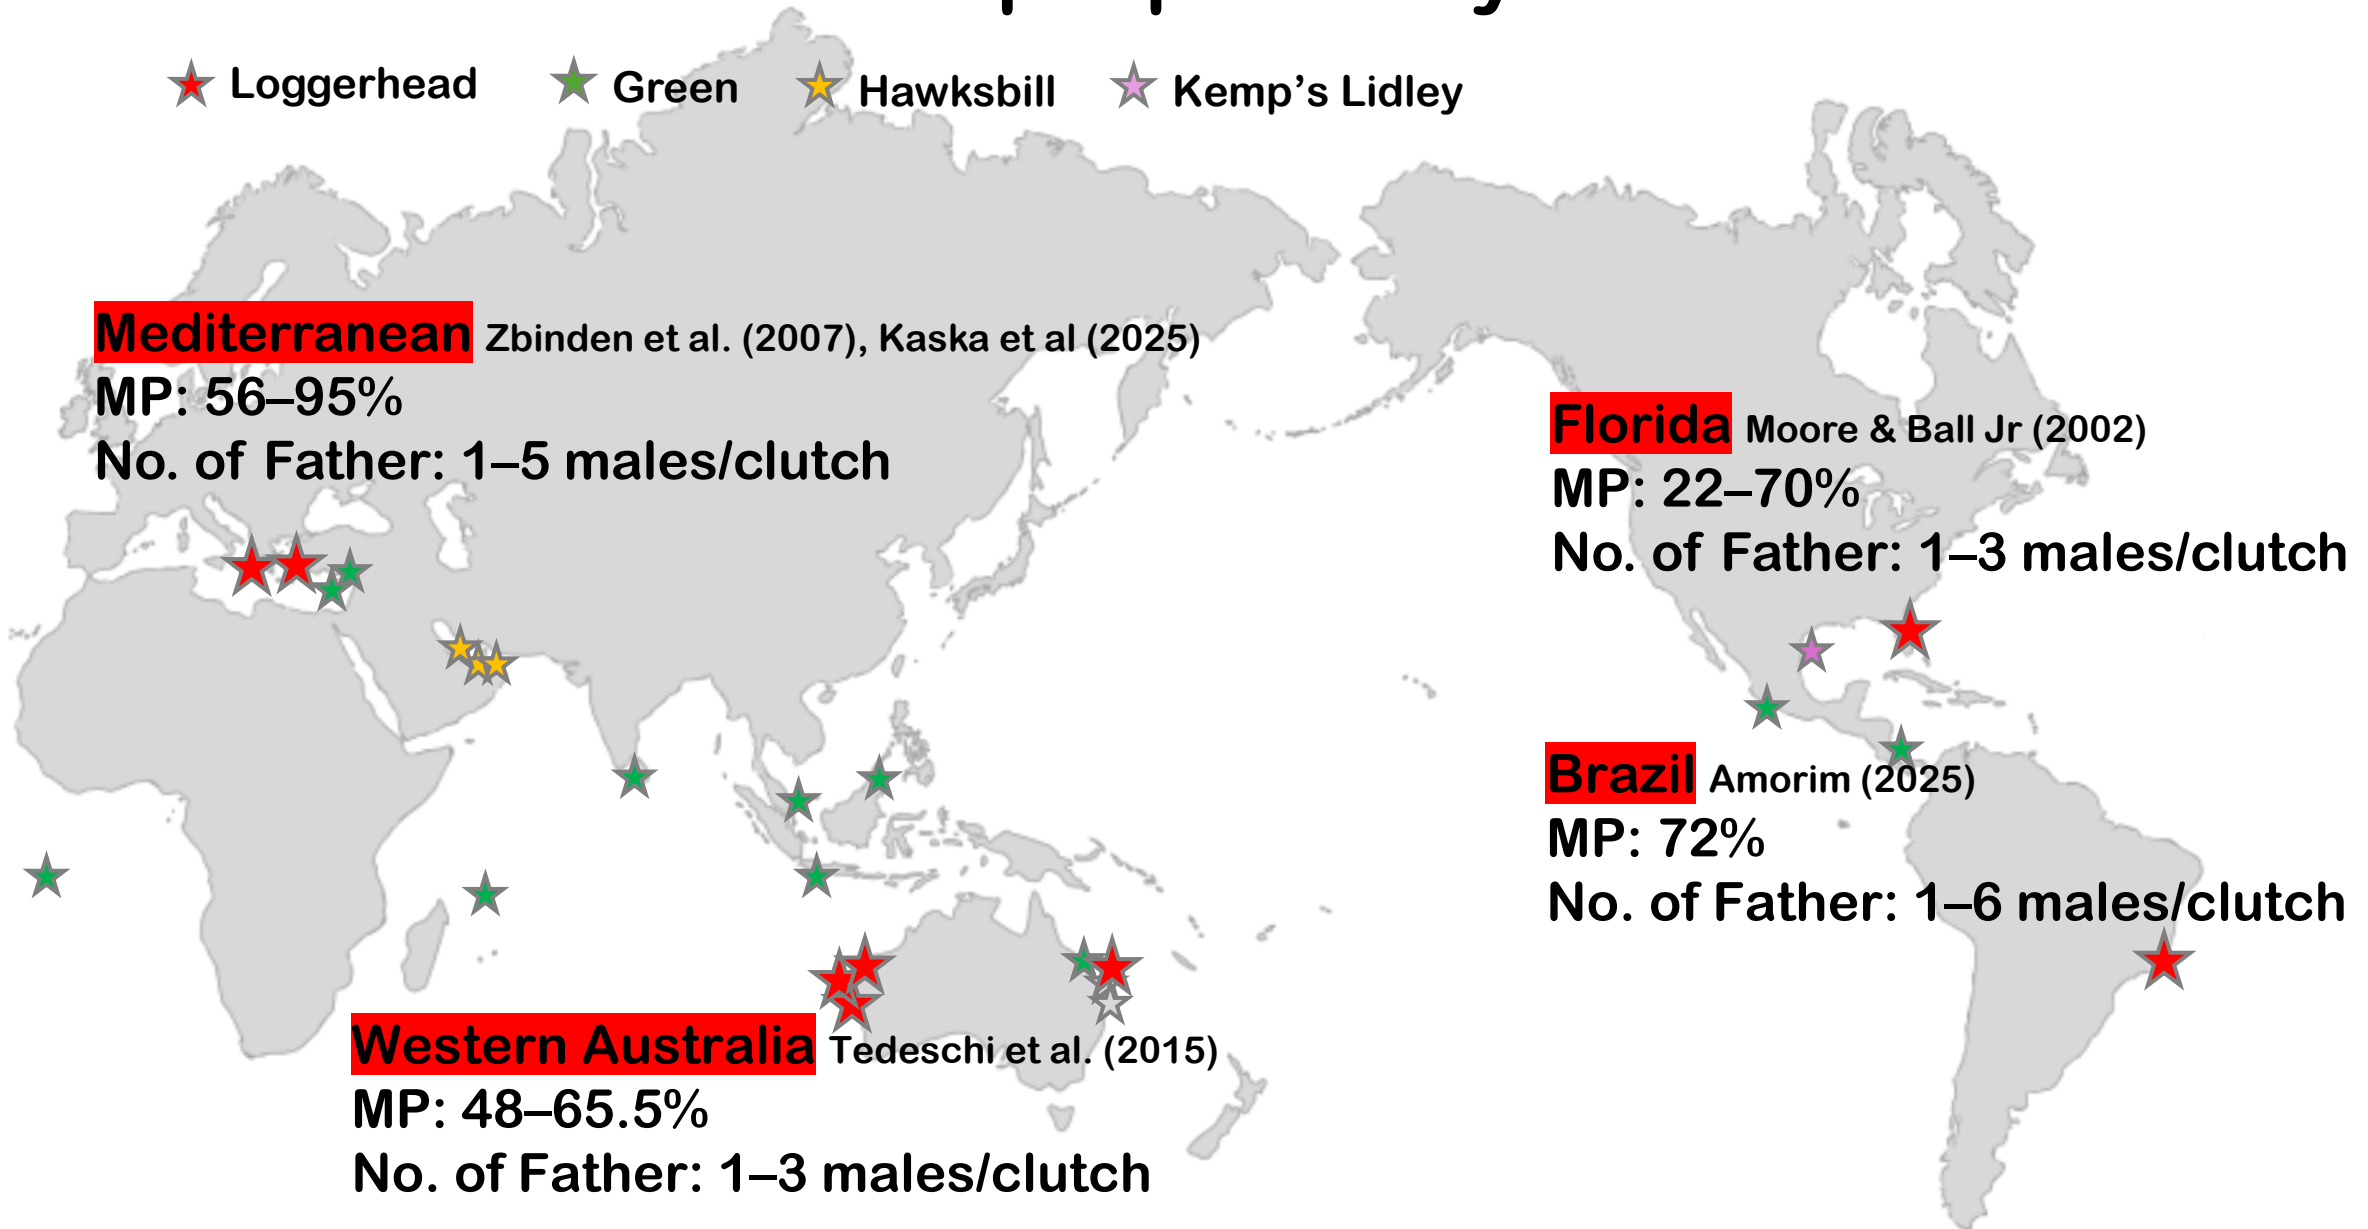 Loggerhead Green Hawksbill Kemp's Lidley
Mediterranean Zbinden et al. (2007), Kaska et al (2025)
MP: 56–95%
No. of Father: 1–5 males/clutch
Florida Moore & Ball Jr (2002)
MP: 22–70%
No. of Father: 1–3 males/clutch
Brazil Amorim (2025)
MP: 72%
No. of Father: 1–6 males/clutch
Western Australia Tedeschi et al. (2015)
MP: 48–65.5%
No. of Father: 1–3 males/clutch